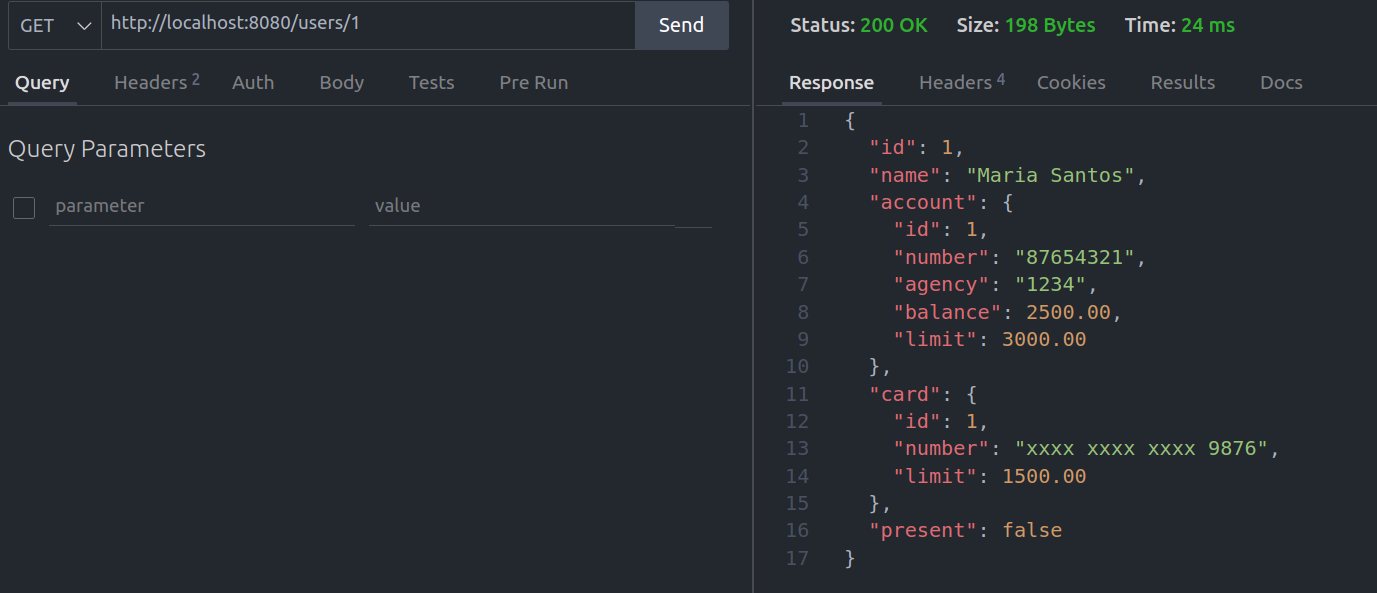 GET http://localhost:8080/users/1 Send
Query Headers 2 Auth Body Tests Pre Run
Query Parameters
parameter value
Status: 200 OK Size: 198 Bytes Time: 24 ms
Response Headers 4 Cookies Results Docs
1 {
2 "id": 1,
3 "name": "Maria Santos",
4 "account": {
5 "id": 1,
6 "number": "87654321",
7 "agency": "1234",
8 "balance": 2500.00,
9 "limit": 3000.00
10 },
11 "card": {
12 "id": 1,
13 "number": "xxxx xxxx xxxx 9876",
14 "limit": 1500.00
15 },
16 "present": false
17 }